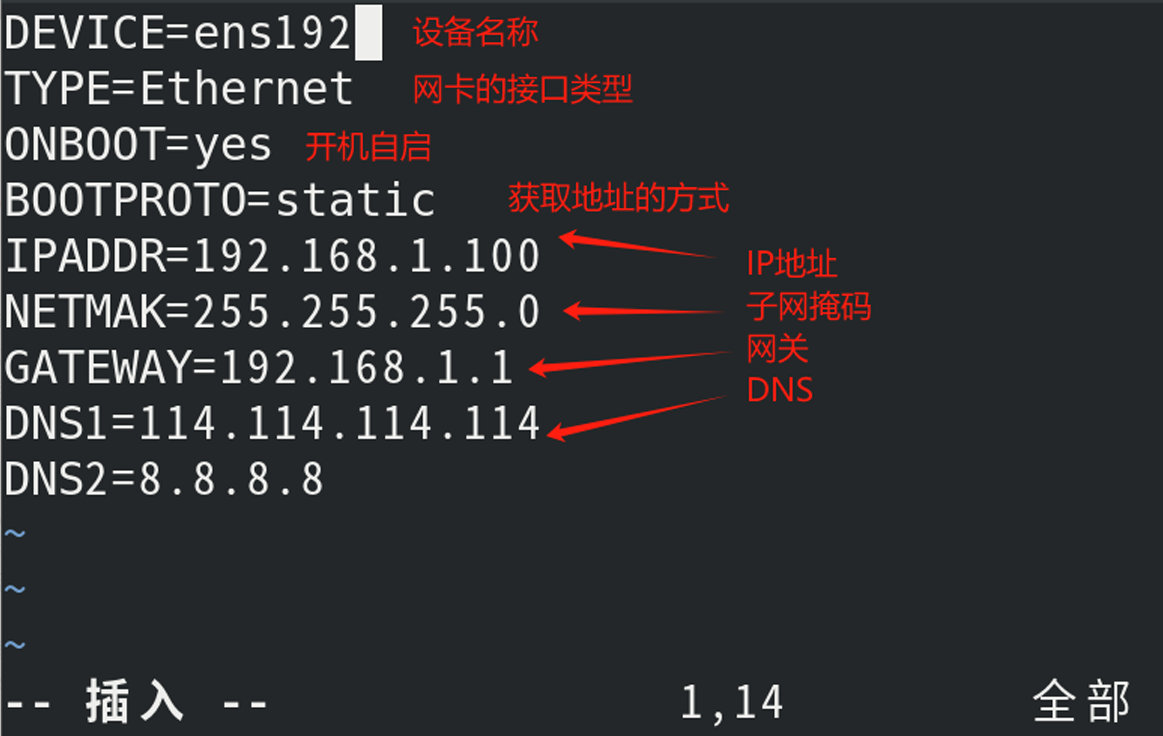 DEVICE=ens192 设备名称
TYPE=Ethernet 网卡的接口类型
ONBOOT=yes 开机自启
BOOTPROTO=static 获取地址的方式
IPADDR=192.168.1.100 IP地址
NETMAK=255.255.255.0 子网掩码
GATEWAY=192.168.1.1 网关
DNS1=114.114.114.114 DNS
DNS2=8.8.8.8
~
~
~
-- 插入 -- 1,14 全部